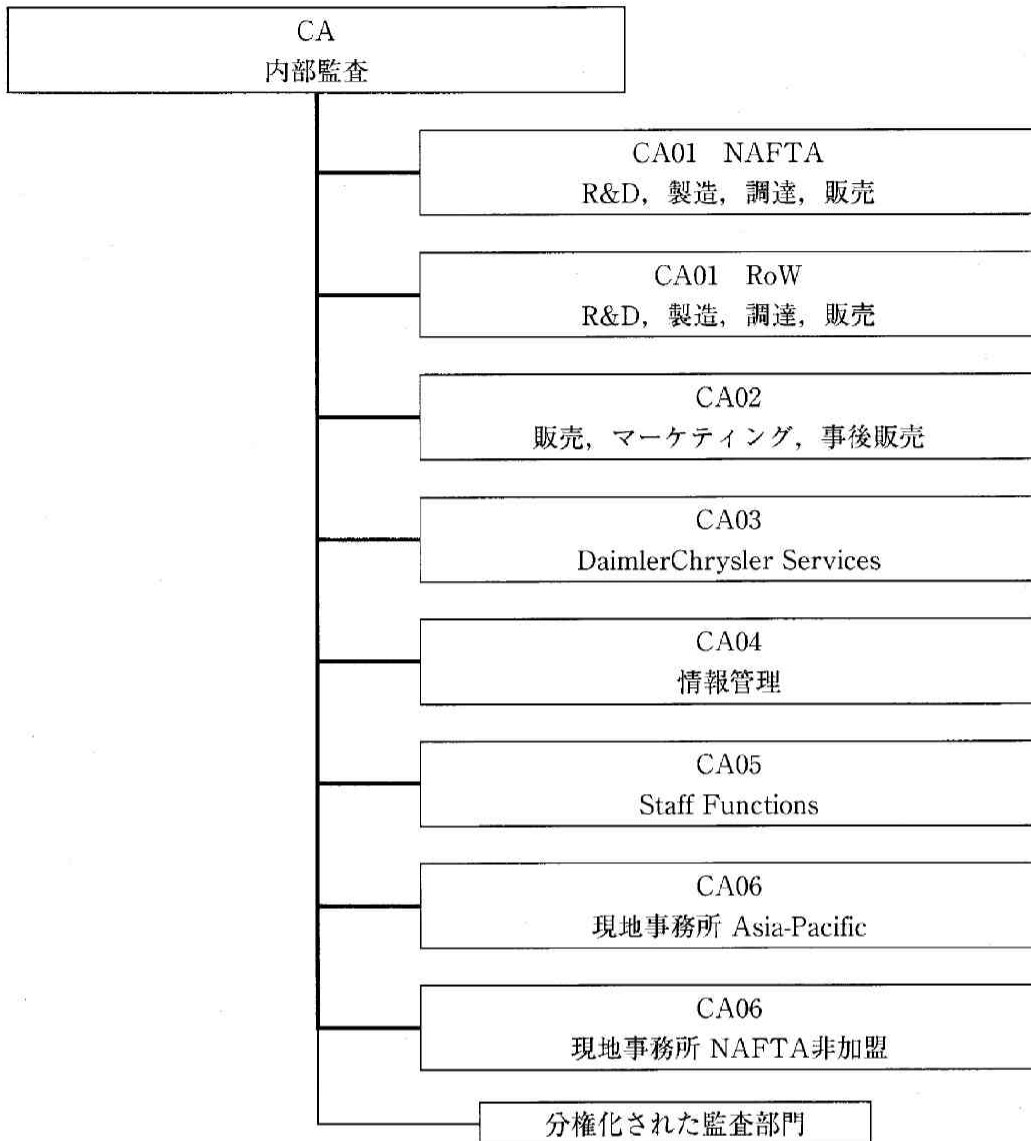 CA
内部監査
CA01 NAFTA
R&D, 製造, 調達, 販売
CA01 RoW
R&D, 製造, 調達, 販売
CA02
販売, マーケティング, 事後販売
CA03
DaimlerChrysler Services
CA04
情報管理
CA05
Staff Functions
CA06
現地事務所 Asia-Pacific
CA06
現地事務所 NAFTA非加盟
分権化された監査部門